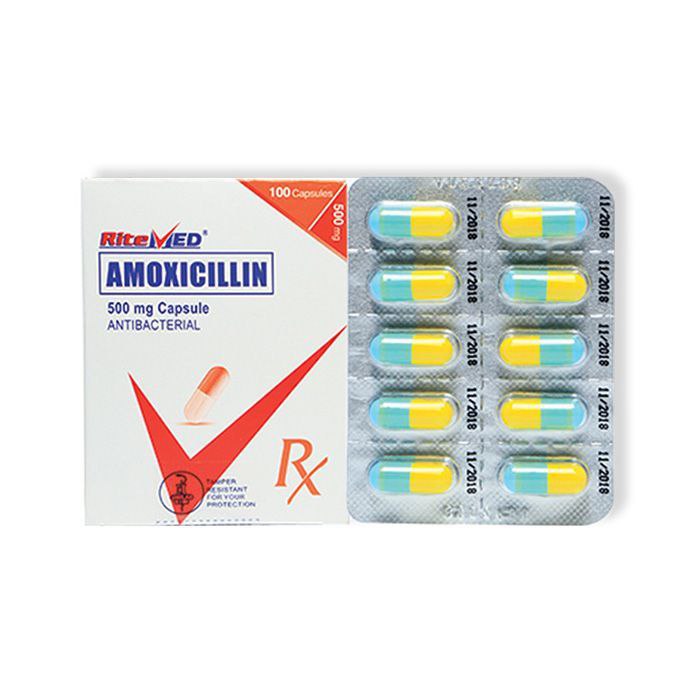 100 Capsules
500 mg
RiteMED®
AMOXICILLIN
500 mg Capsule
ANTIBACTERIAL
Rx
TAMPER
RESISTANT
FOR YOUR
PROTECTION
11/2018
11/2018
11/2018
11/2018
11/2018
11/2018
11/2018
11/2018
11/2018
11/2018